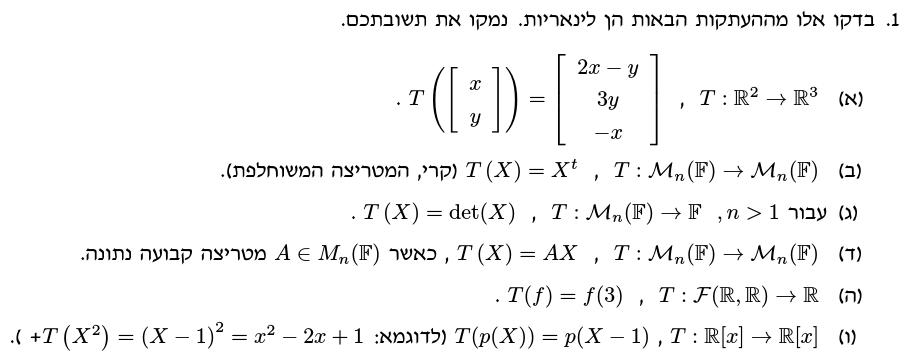 1. בדקו אלו מההעתקות הבאות הן לינאריות. נמקו את תשובתכם.
(א) T : ℝ² → ℝ³ , T([x y]) = [2x − y 3y −x] .
(ב) T : ℳₙ(𝔽) → ℳₙ(𝔽) , T (X) = Xᵗ (קרי, המטריצה המשוחלפת).
(ג) עבור n > 1, T : ℳₙ(𝔽) → 𝔽 , T (X) = det(X) .
(ד) T : ℳₙ(𝔽) → ℳₙ(𝔽) , T (X) = AX , כאשר A ∈ Mₙ(𝔽) מטריצה קבועה נתונה.
(ה) T : ℱ(ℝ, ℝ) → ℝ , T(f) = f(3) .
(ו) T : ℝ[x] → ℝ[x] , T(p(X)) = p(X − 1) (לדוגמא: T (X²) = (X − 1)² = x² − 2x + 1+ ).